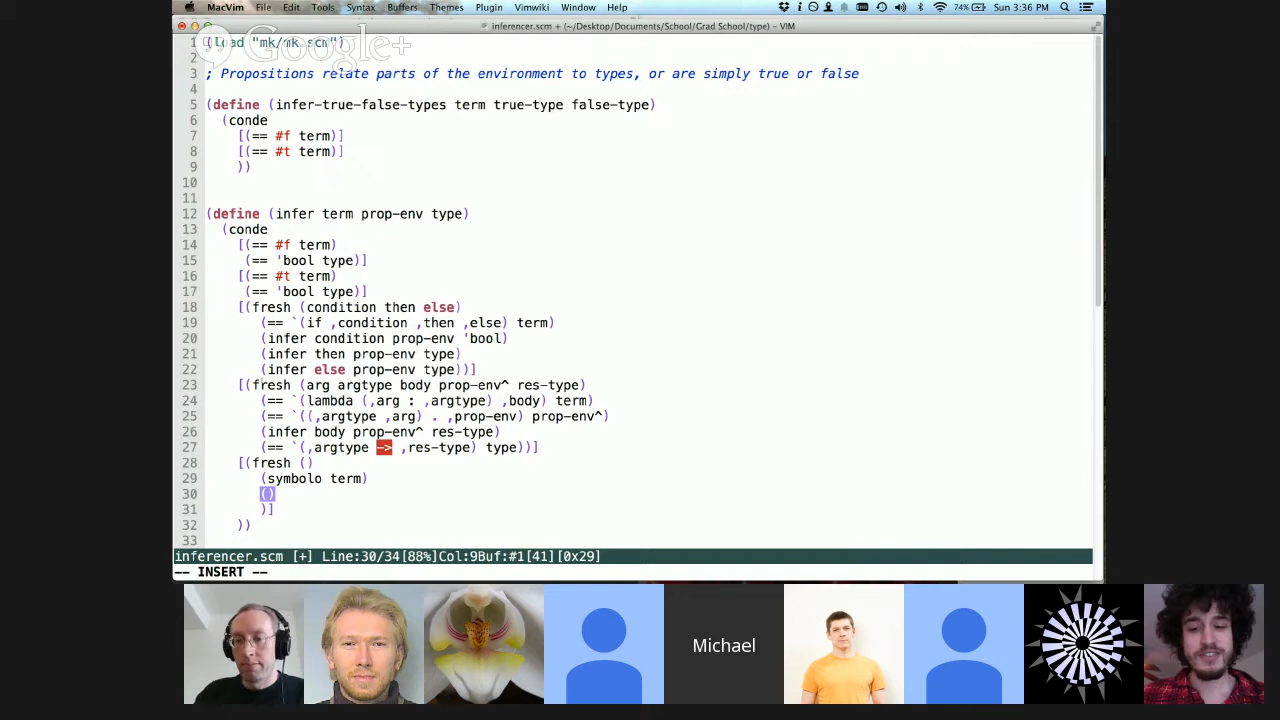 MacVim File Edit Tools Syntax Buffers Themes Plugin Vimwiki Window Help 74% Sun 3:36 PM
inferencer.scm + (~/Desktop/Documents/School/Grad School/type) – VIM
Google+
1 (load "mk/mk.scm")
2
3 ; Propositions relate parts of the environment to types, or are simply true or false
4
5 (define (infer-true-false-types term true-type false-type)
6 (conde
7 [(== #f term)]
8 [(== #t term)]
9 ))
10
11
12 (define (infer term prop-env type)
13 (conde
14 [(== #f term)
15 (== 'bool type)]
16 [(== #t term)
17 (== 'bool type)]
18 [(fresh (condition then else)
19 (== `(if ,condition ,then ,else) term)
20 (infer condition prop-env 'bool)
21 (infer then prop-env type)
22 (infer else prop-env type))]
23 [(fresh (arg argtype body prop-env^ res-type)
24 (== `(lambda (,arg : ,argtype) ,body) term)
25 (== `((,argtype ,arg) . ,prop-env) prop-env^)
26 (infer body prop-env^ res-type)
27 (== `(,argtype -> ,res-type) type))]
28 [(fresh ()
29 (symbolo term)
30 ()
31 )]
32 ))
33
inferencer.scm [+] Line:30/34[88%]Col:9Buf:#1[41][0x29]
-- INSERT --
Michael